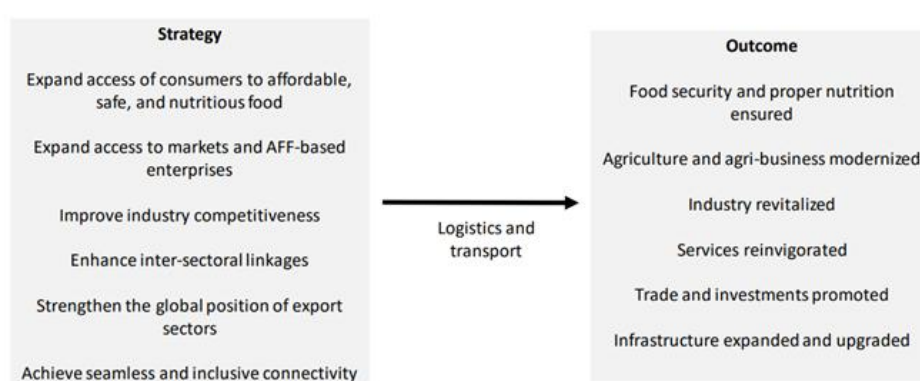 Strategy
Expand access of consumers to affordable,
safe, and nutritious food
Expand access to markets and AFF-based
enterprises
Improve industry competitiveness
Enhance inter-sectoral linkages
Strengthen the global position of export
sectors
Achieve seamless and inclusive connectivity
Logistics and
transport
Outcome
Food security and proper nutrition
ensured
Agriculture and agri-business modernized
Industry revitalized
Services reinvigorated
Trade and investments promoted
Infrastructure expanded and upgraded